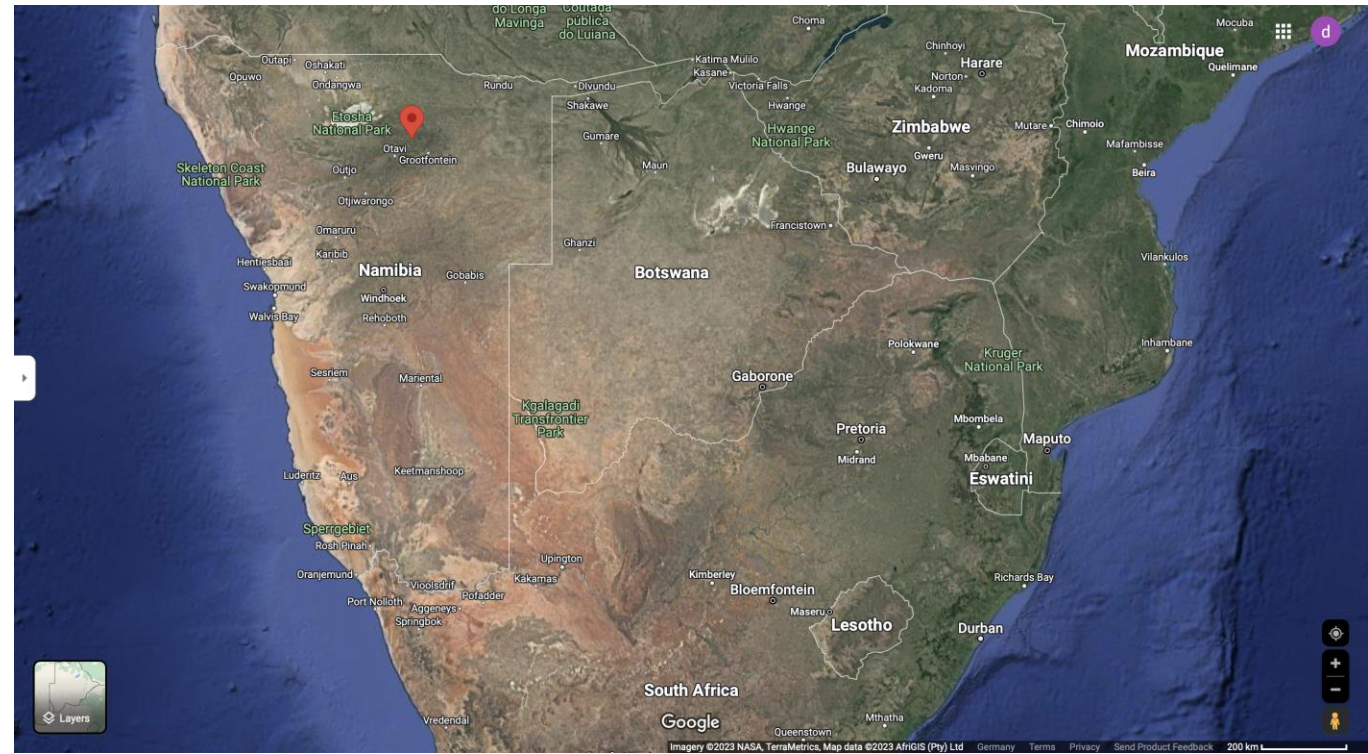 do Longa
Mavinga
Coutada
pública
do Luiana
Choma
Mocuba
d
Chinhoyi
Mozambique
Outapi
Oshakati
Katima Mulilo
Harare
Quelimane
Opuwo
Ondangwa
Rundu
Divundu
Kasane
Victoria Falls
Norton
Kadoma
Shakawe
Hwange
Etosha
National Park
Gumare
Hwange
National Park
Zimbabwe
Mutare
Chimoio
Otavi
Grootfontein
Mafambisse
Skeleton Coast
National Park
Outjo
Maun
Bulawayo
Gweru
Masvingo
Beira
Otjiwarongo
Omaruru
Francistown
Hentiesbaai
Karibib
Ghanzi
Vilankulos
Namibia
Gobabis
Botswana
Swakopmund
Windhoek
Walvis Bay
Rehoboth
Polokwane
Inhambane
Kruger
National Park
Sesriem
Mariental
Gaborone
Kgalagadi
Transfrontier
Park
Mbombela
Pretoria
Maputo
Midrand
Mbabane
Eswatini
Luderitz
Aus
Keetmanshoop
Sperrgebiet
Rosh Pinah
Upington
Oranjemund
Vioolsdrif
Kakamas
Kimberley
Richards Bay
Pofadder
Bloemfontein
Port Nolloth
Aggeneys
Maseru
Springbok
Lesotho
Durban
South Africa
Layers
Vredendal
Google
Mthatha
Queenstown
Imagery ©2023 NASA, TerraMetrics, Map data ©2023 AfriGIS (Pty) Ltd Germany Terms Privacy Send Product Feedback 200 km